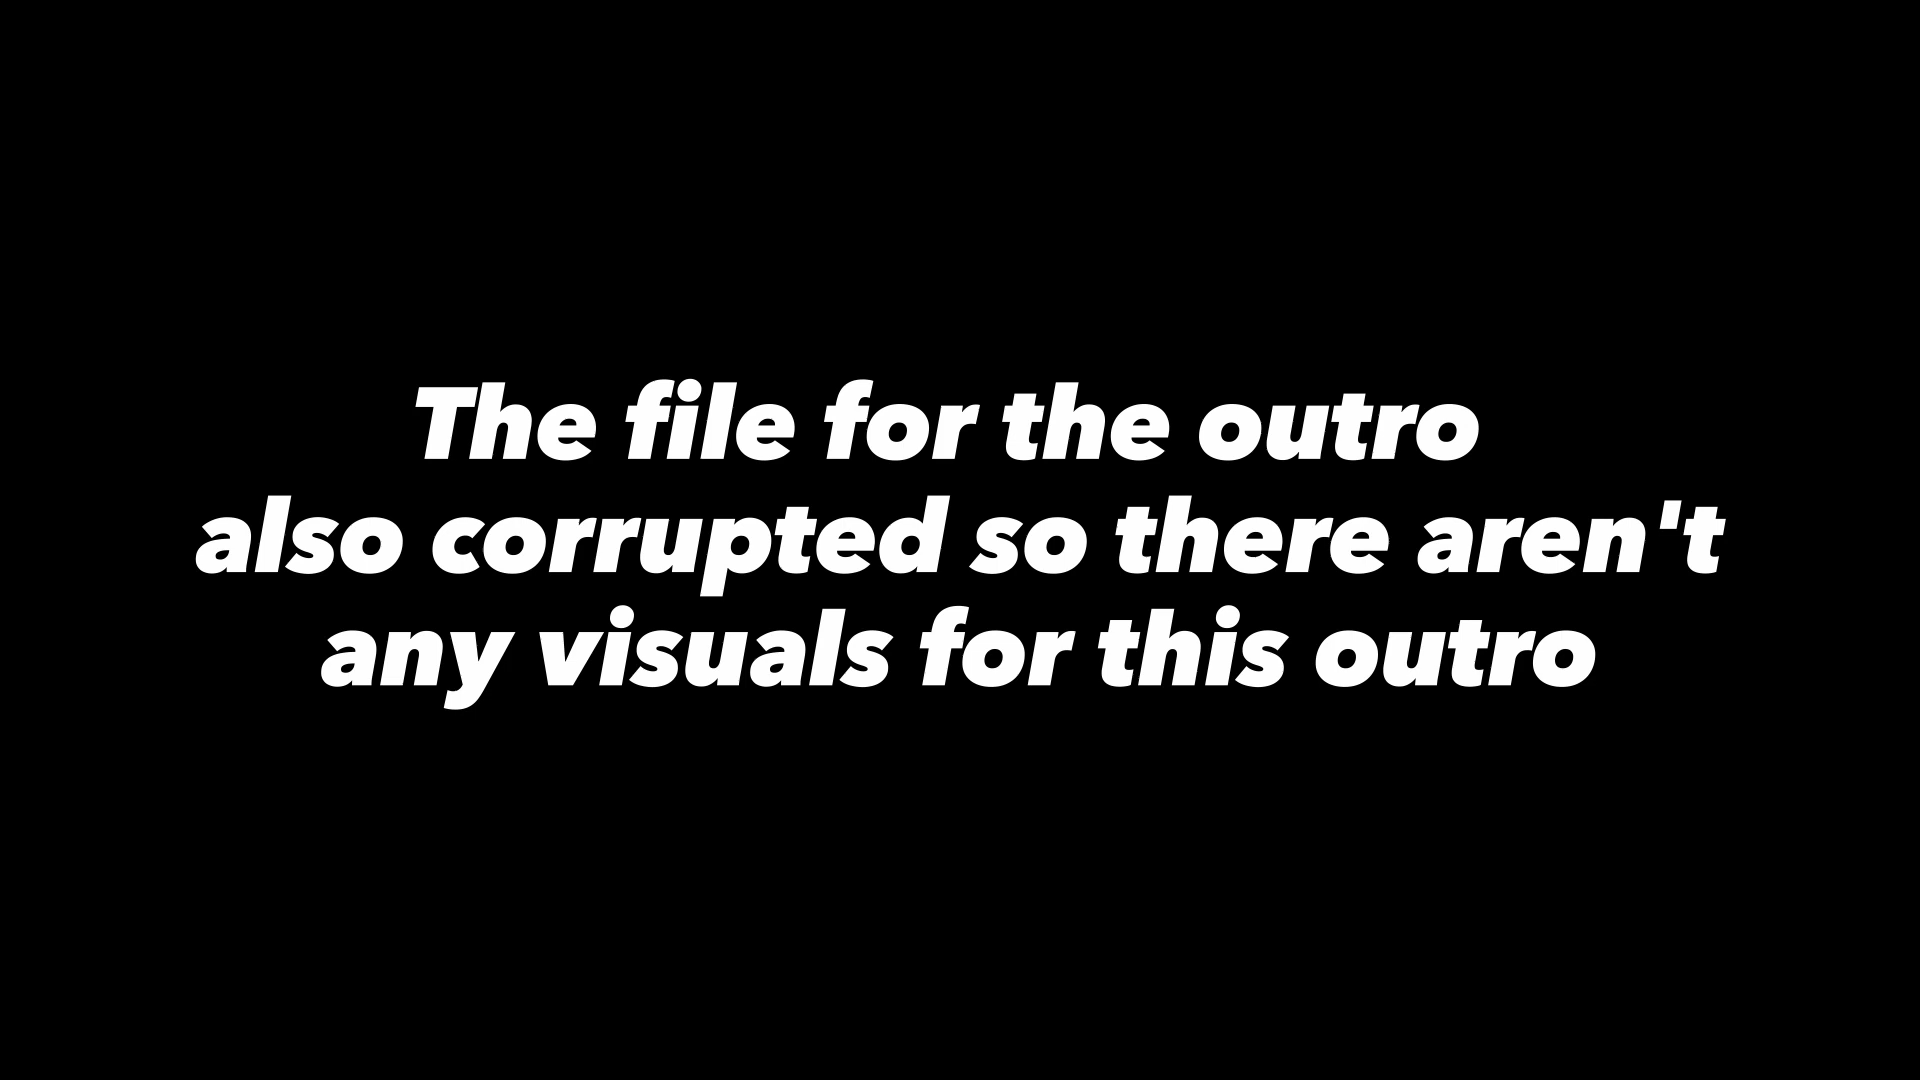 The file for the outro
also corrupted so there aren't
any visuals for this outro